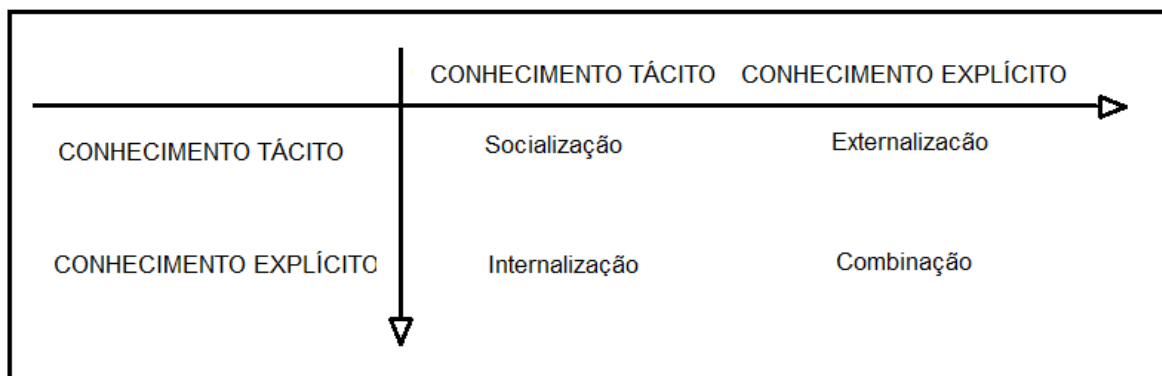 CONHECIMENTO TÁCITO CONHECIMENTO EXPLÍCITO
CONHECIMENTO TÁCITO Socialização Externalizacão
CONHECIMENTO EXPLÍCITO Internalização Combinação